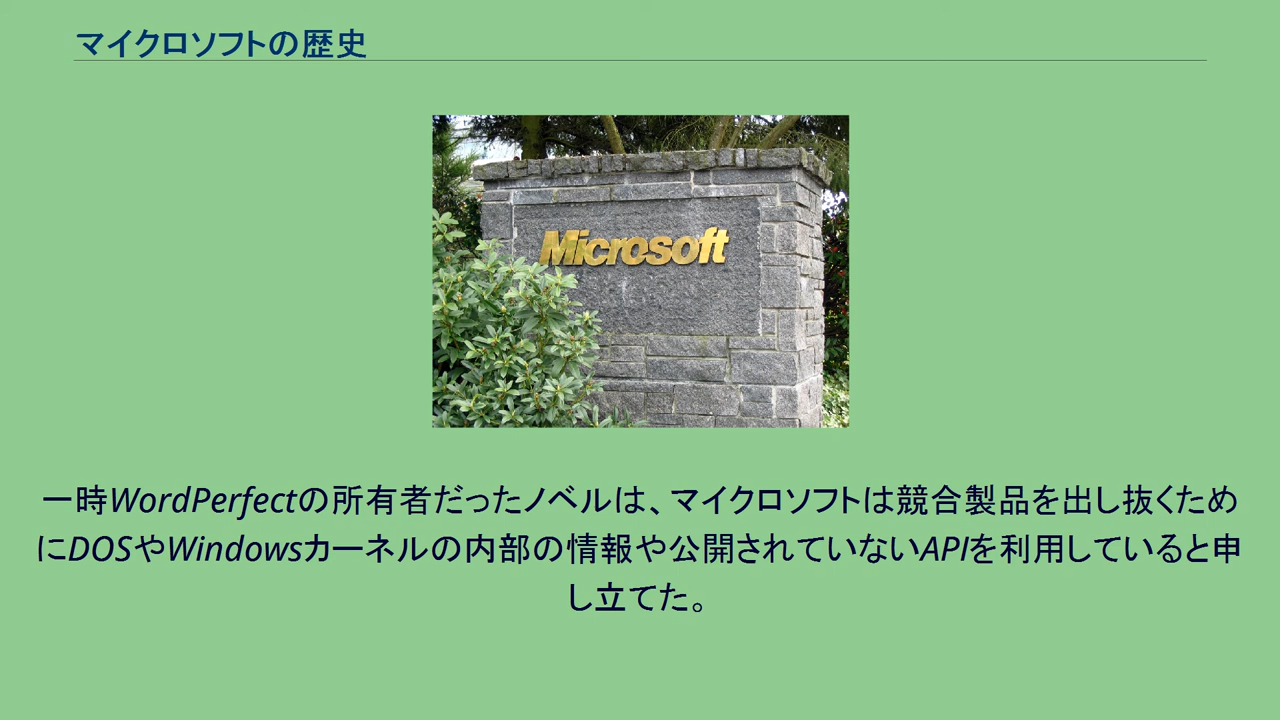 マイクロソフトの歴史
Microsoft
一時WordPerfectの所有者だったノベルは、マイクロソフトは競合製品を出し抜くため
にDOSやWindowsカーネルの内部の情報や公開されていないAPIを利用していると申
し立てた。